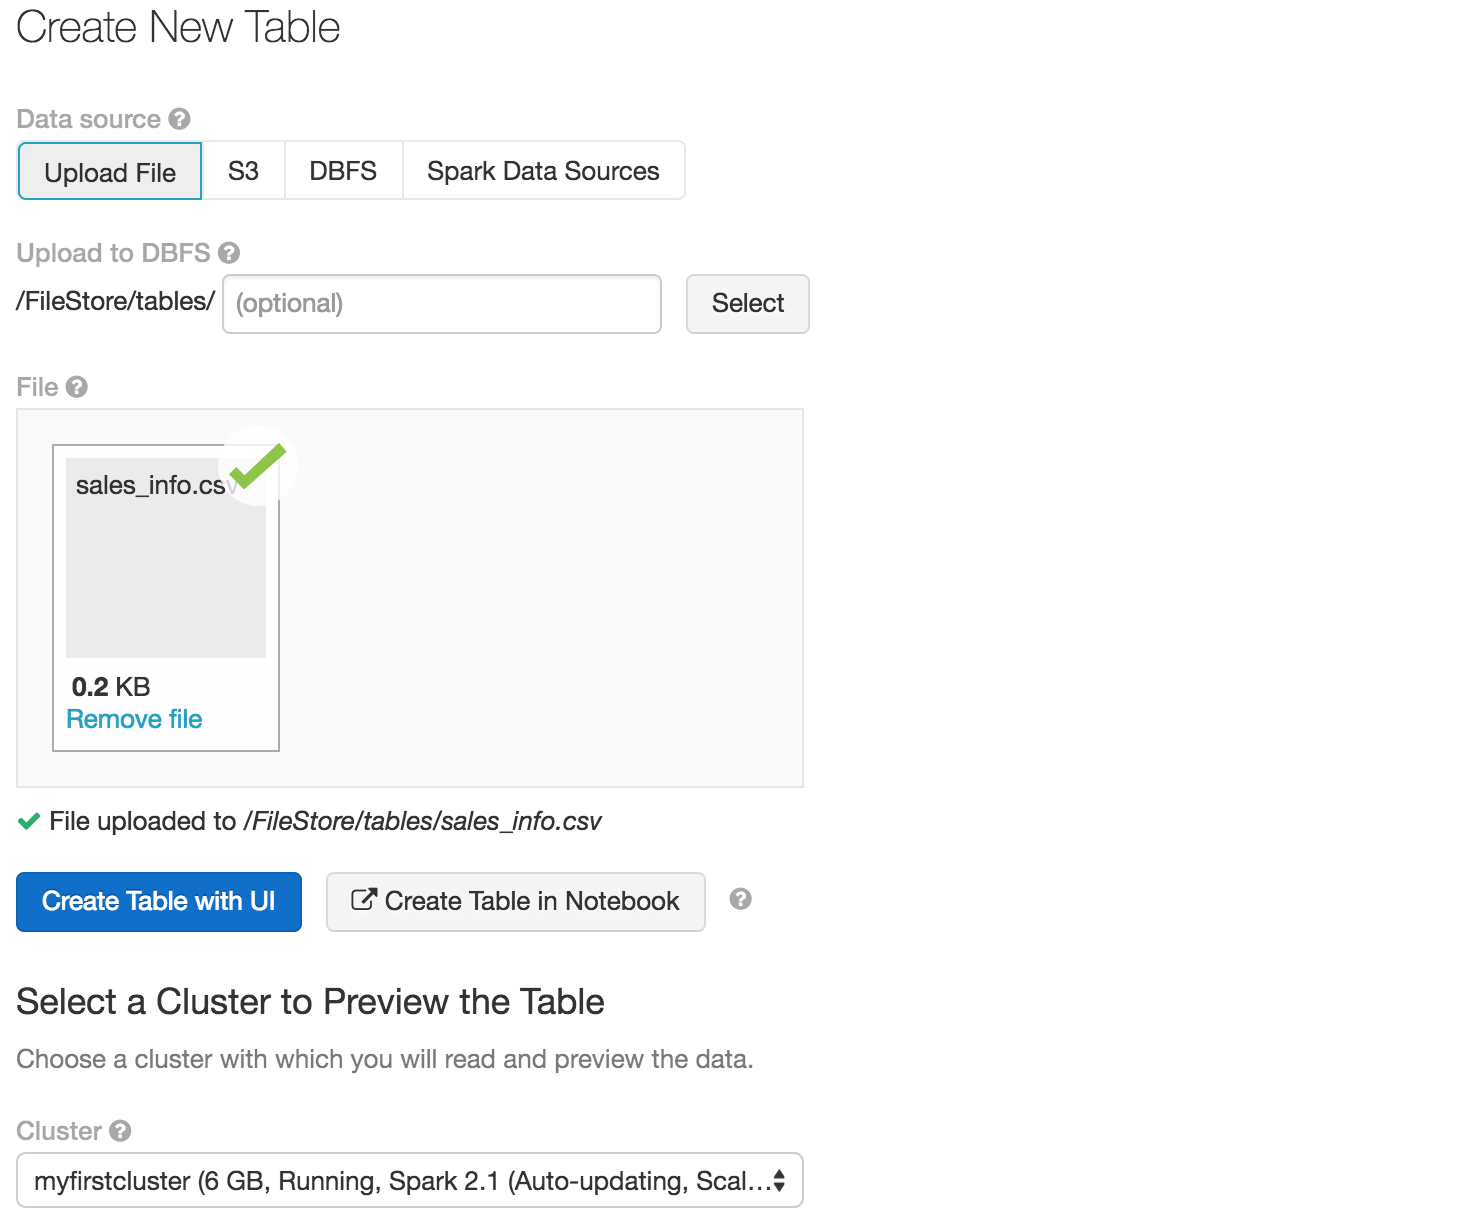 Create New Table
Data source
Upload File S3 DBFS Spark Data Sources
Upload to DBFS
/FileStore/tables/ (optional) Select
File
sales_info.csv
0.2 KB
Remove file
File uploaded to /FileStore/tables/sales_info.csv
Create Table with UI Create Table in Notebook
Select a Cluster to Preview the Table
Choose a cluster with which you will read and preview the data.
Cluster
myfirstcluster (6 GB, Running, Spark 2.1 (Auto-updating, Scal...